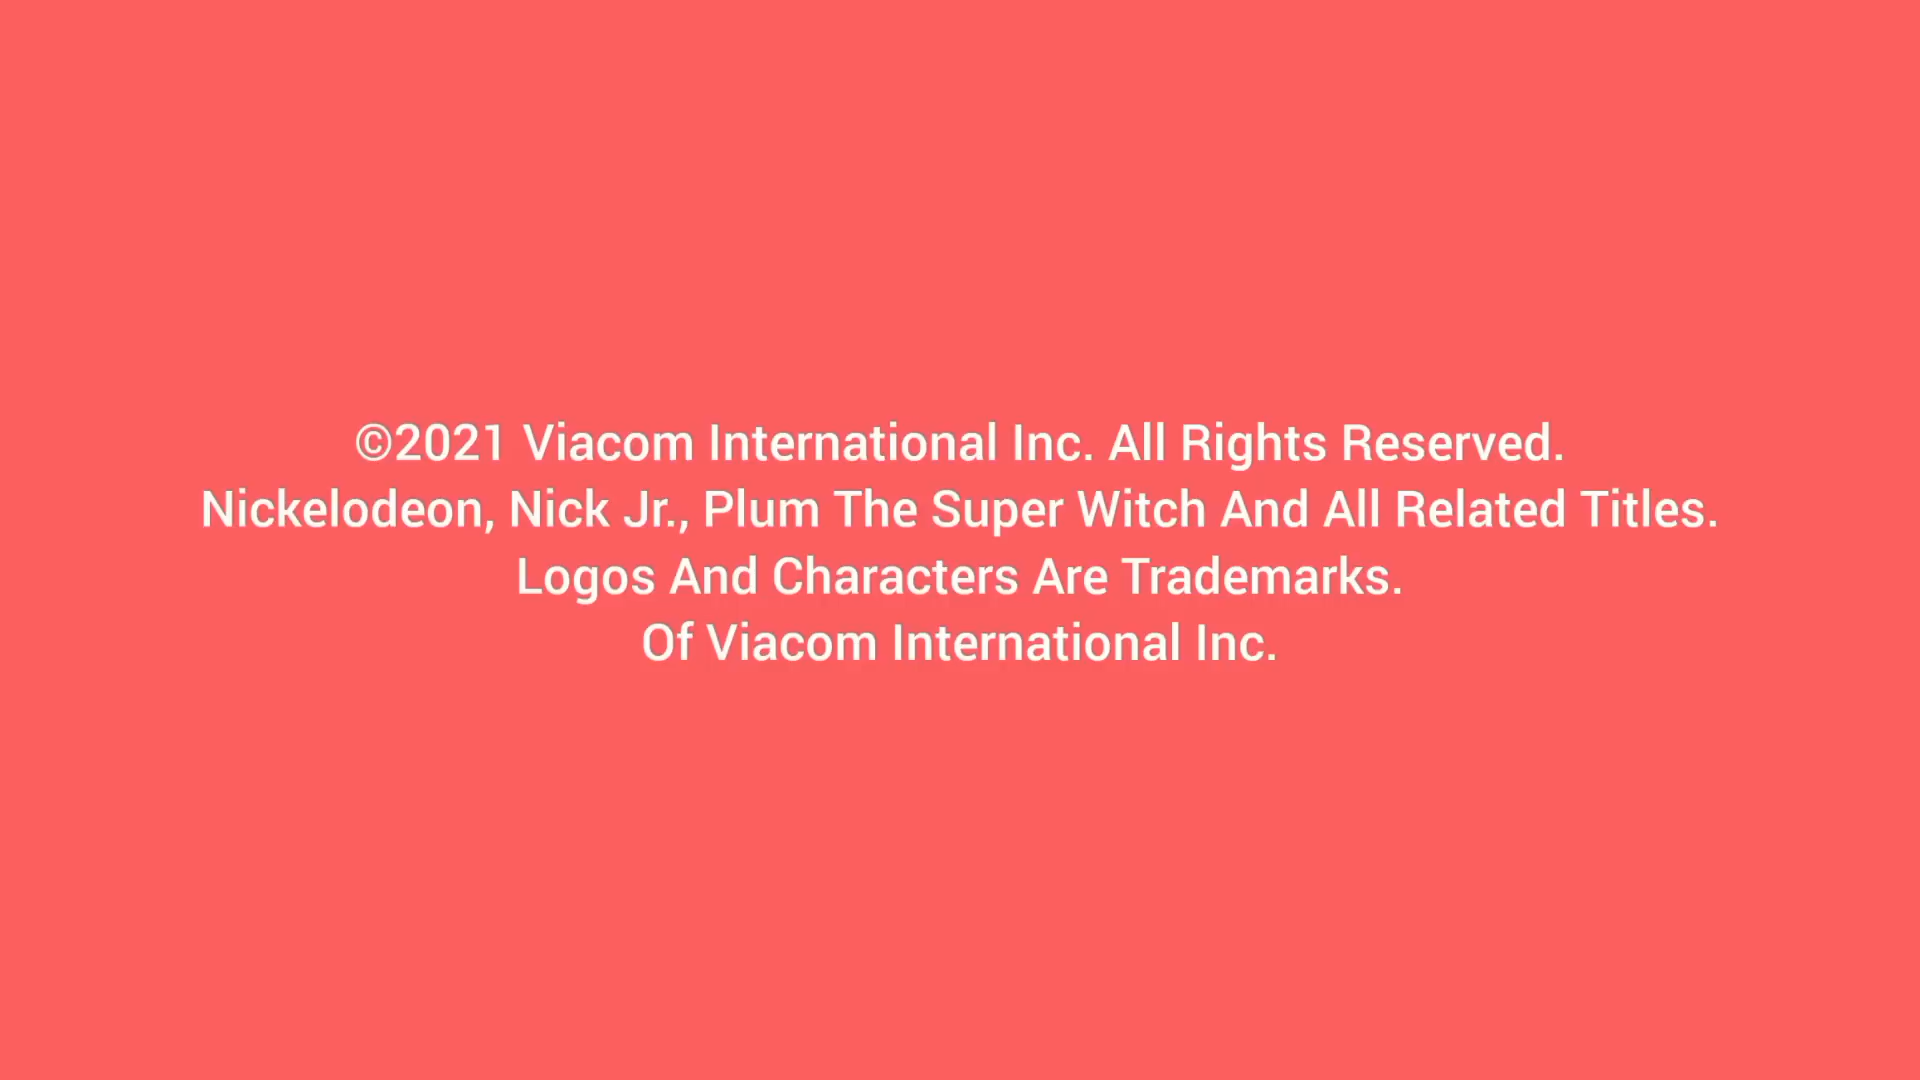 ©2021 Viacom International Inc. All Rights Reserved.
Nickelodeon, Nick Jr., Plum The Super Witch And All Related Titles.
Logos And Characters Are Trademarks.
Of Viacom International Inc.